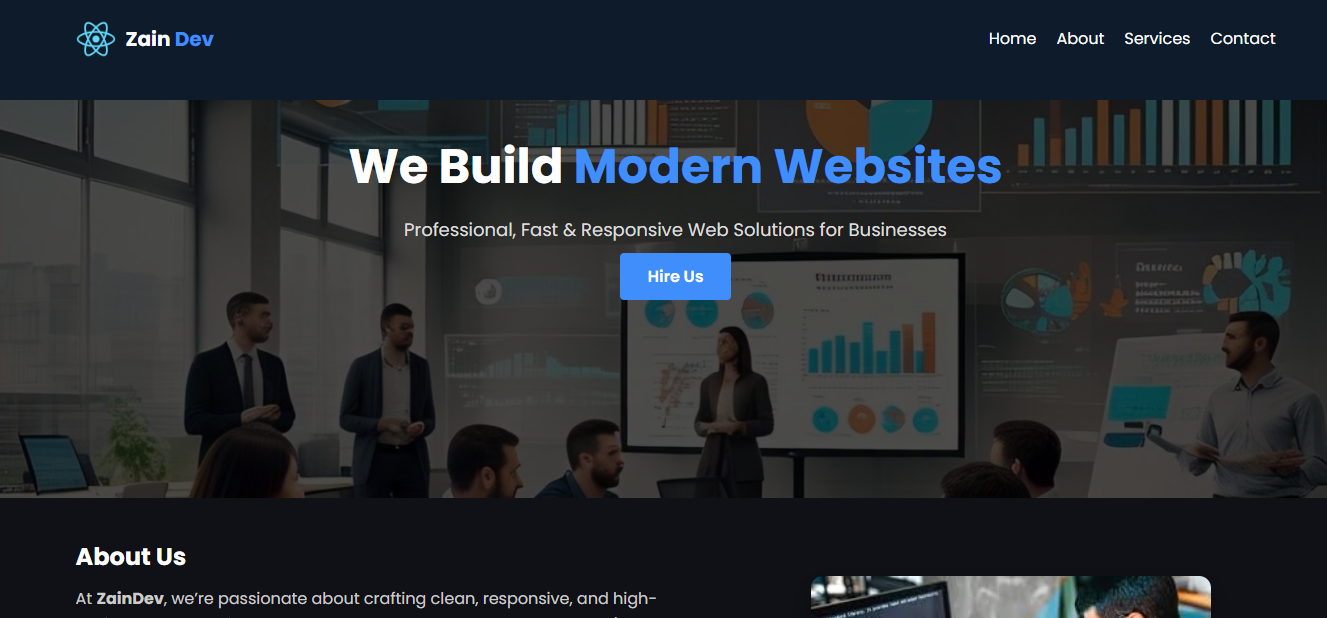 Zain Dev
Home About Services Contact
We Build Modern Websites
Professional, Fast & Responsive Web Solutions for Businesses
Hire Us
About Us
At ZainDev, we’re passionate about crafting clean, responsive, and high-